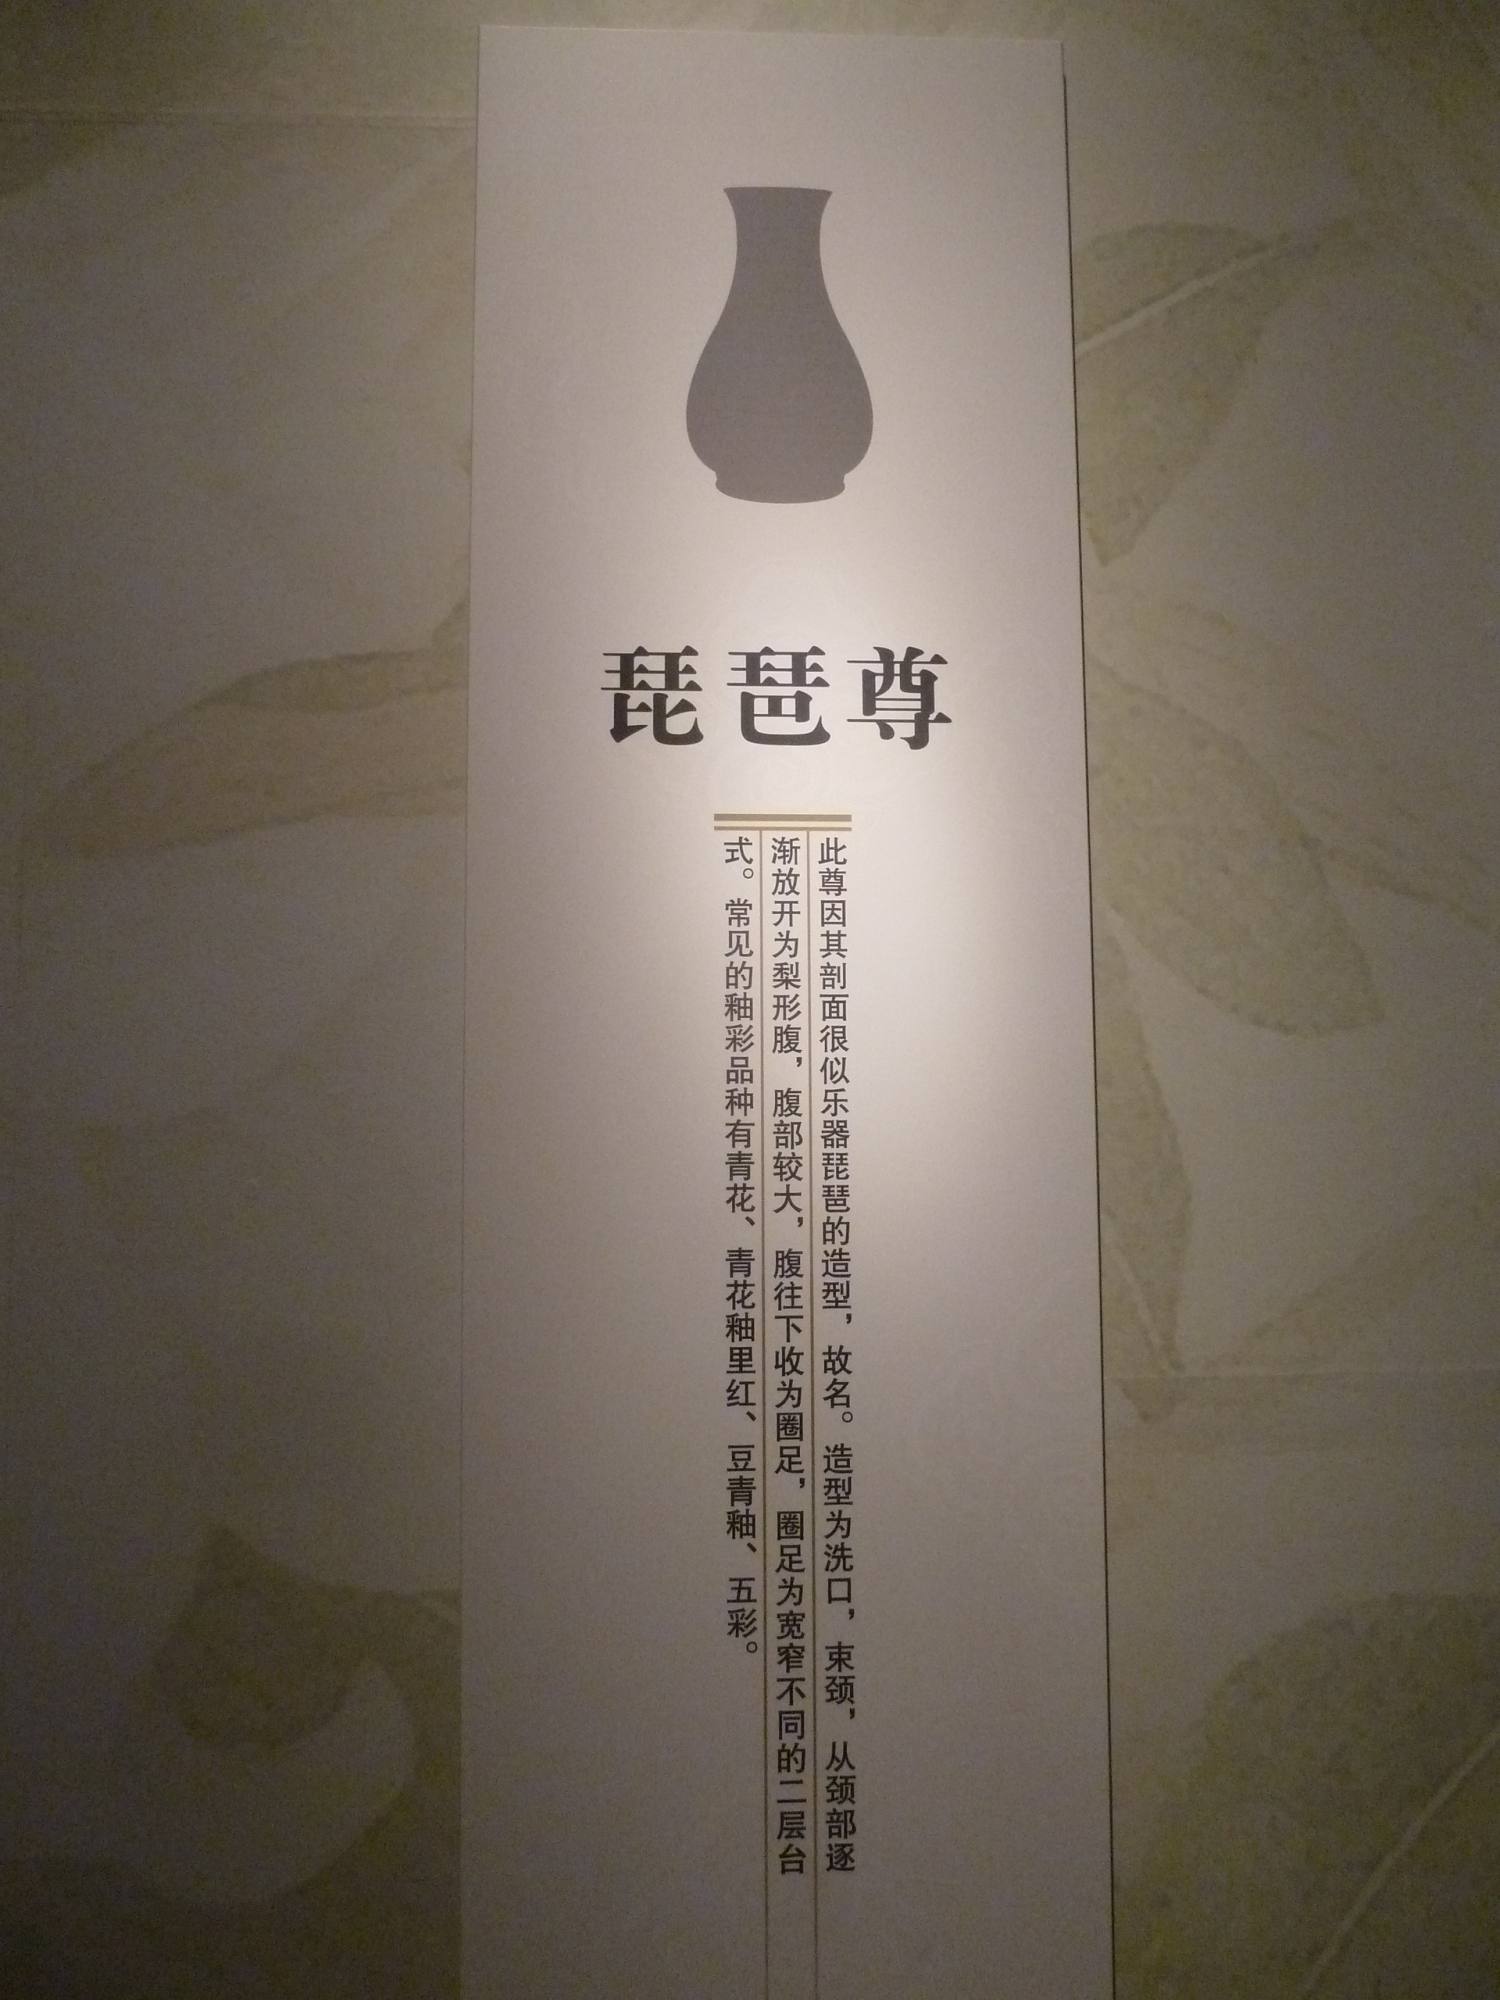 琵琶尊
此尊因其剖面很似乐器琵琶的造型，故名。造型为洗口，束颈，从颈部逐
渐放开为梨形腹，腹部较大，腹往下收为圈足，圈足为宽窄不同的二层台
式。常见的釉彩品种有青花、青花釉里红、豆青釉、五彩。